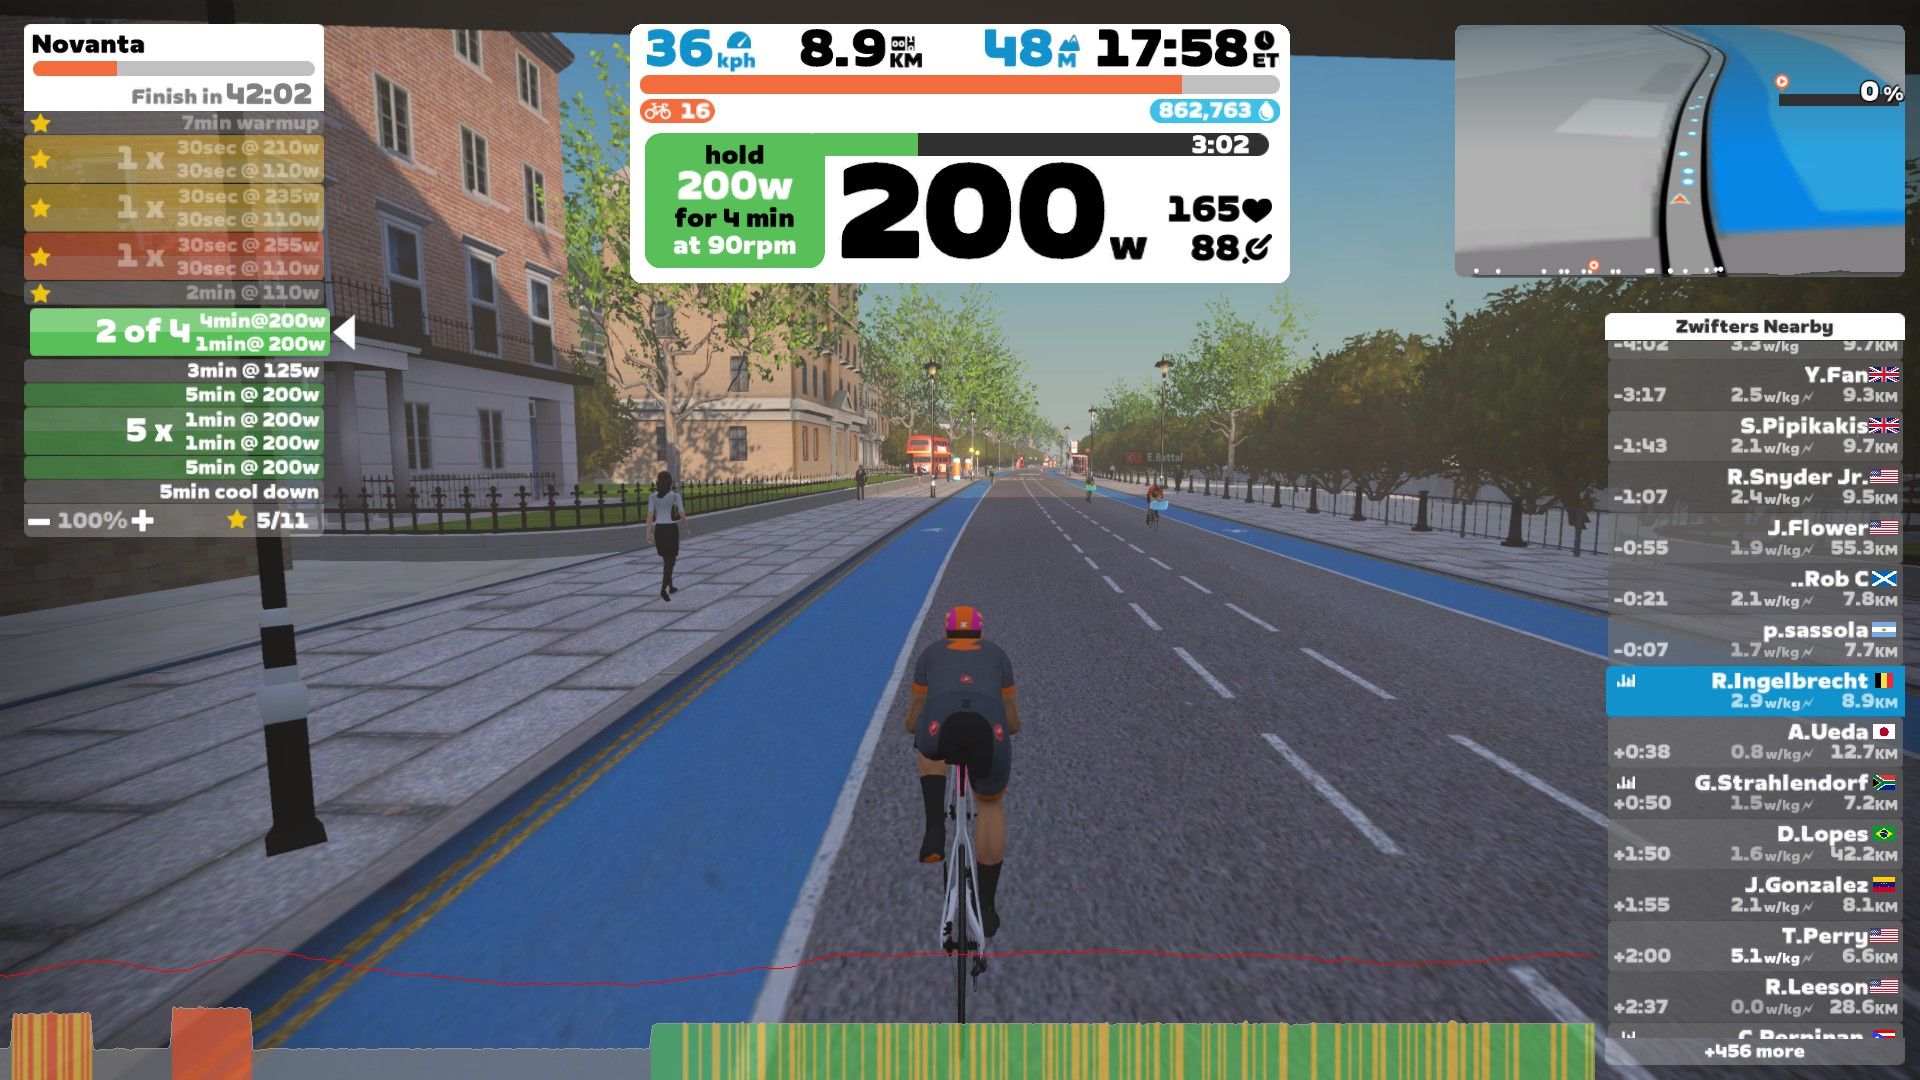 Novanta
Finish in 42:02
7min warmup
1 x
30sec @ 210w
30sec @ 110w
1 x
30sec @ 235w
30sec @ 110w
1 x
30sec @ 255w
30sec @ 110w
2min @ 110w
2 of 4
4min@200w
1min@ 200w
3min @ 125w
5min @ 200w
5 x
1min @ 200w
1min @ 200w
5min @ 200w
5min cool down
− 100% +
5/11
36 kph
8.9 KM
48 M
17:58 ET
16
862,763
hold
200w
for 4 min
at 90rpm
3:02
200 w
165
88
0 %
E.Battal
Zwifters Nearby
-4:02 3.3w/kg 9.7KM
Y.Fan
-3:17 2.5w/kg 9.3KM
S.Pipikakis
-1:43 2.1w/kg 9.7KM
R.Snyder Jr.
-1:07 2.4w/kg 9.5KM
J.Flower
-0:55 1.9w/kg 55.3KM
..Rob C
-0:21 2.1w/kg 7.8KM
p.sassola
-0:07 1.7w/kg 7.7KM
R.Ingelbrecht
2.9w/kg 8.9KM
A.Ueda
+0:38 0.8w/kg 12.7KM
G.Strahlendorf
+0:50 1.5w/kg 7.2KM
D.Lopes
+1:50 1.6w/kg 42.2KM
J.Gonzalez
+1:55 2.1w/kg 8.1KM
T.Perry
+2:00 5.1w/kg 6.6KM
R.Leeson
+2:37 0.0w/kg 28.6KM
+456 more